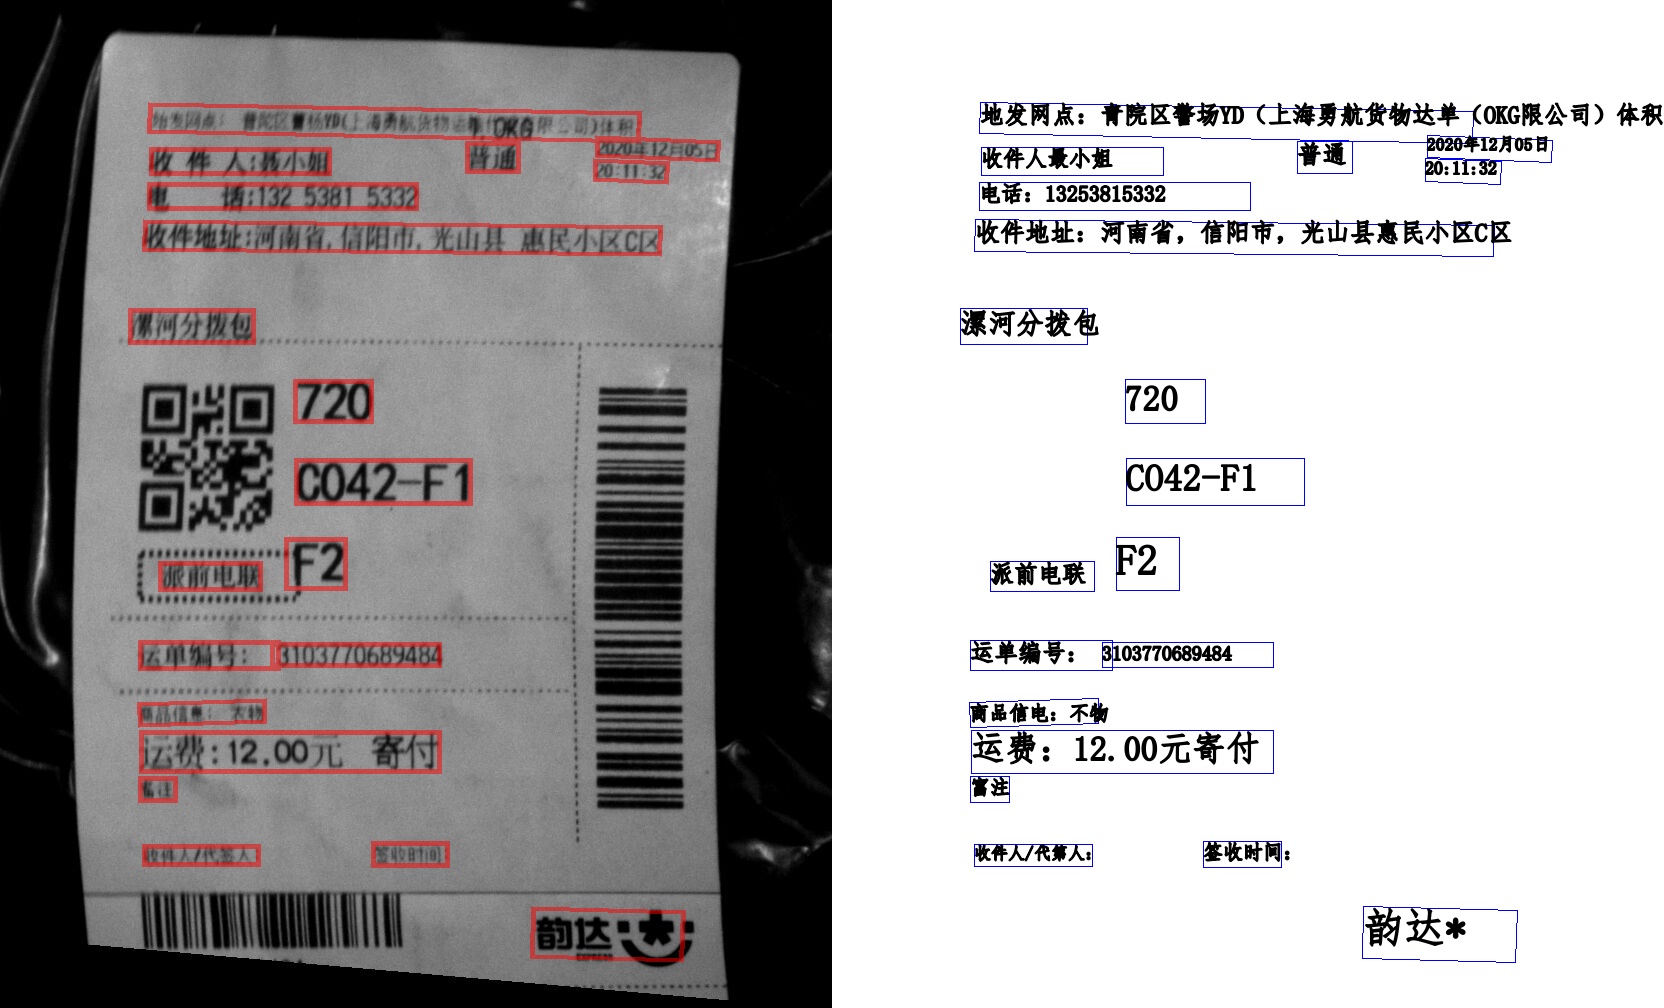 始发网点: 普陀区曹杨YD(上海勇航货物运 OKG限公司)体积
2020年12月05日
收 件 人:聂小姐 普通 20:11:32
电 话:132 5381 5332
收件地址:河南省,信阳市,光山县 惠民小区C区
漯河分拨包
720
C042-F1
F2
派前电联
运单编号: 3103770689484
商品信息: 衣物
运费:12.00元 寄付
备注
收件人/代签人: 签收时间:
韵达
EXPRESS
地发网点: 青院区警场YD(上海勇航货物达单(OKG限公司)体积
2020年12月05日
收件人最小姐 普通 20:11:32
电话: 13253815332
收件地址: 河南省, 信阳市, 光山县惠民小区C区
漯河分拨包
720
C042-F1
F2
派前电联
运单编号: 3103770689484
商品信电: 不物
运费: 12.00元寄付
富注
收件人/代第人: 签收时间:
韵达*